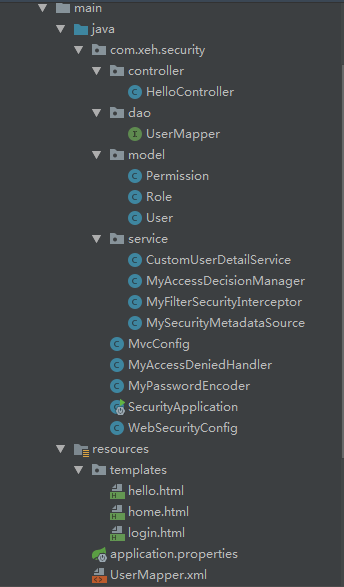 main
java
com.xeh.security
controller
HelloController
dao
UserMapper
model
Permission
Role
User
service
CustomUserDetailService
MyAccessDecisionManager
MyFilterSecurityInterceptor
MySecurityMetadataSource
MvcConfig
MyAccessDeniedHandler
MyPasswordEncoder
SecurityApplication
WebSecurityConfig
resources
templates
hello.html
home.html
login.html
application.properties
UserMapper.xml